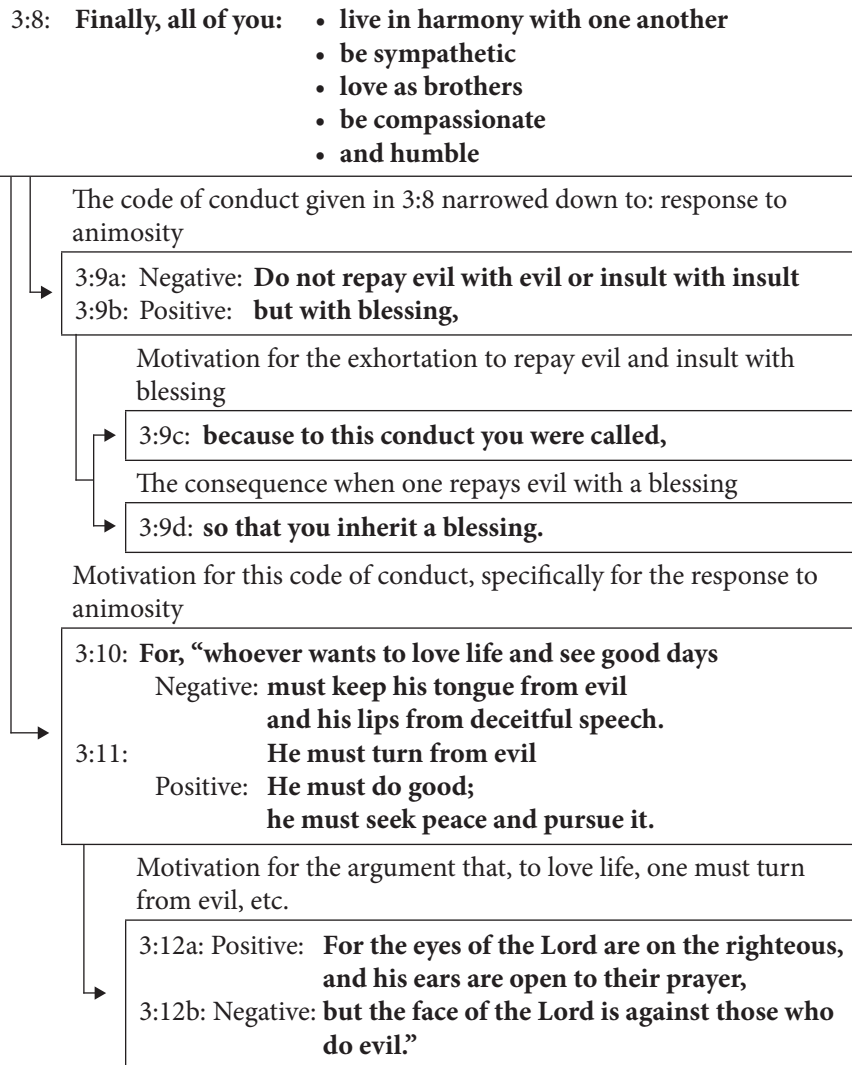 3:8: Finally, all of you: • live in harmony with one another
• be sympathetic
• love as brothers
• be compassionate
• and humble
The code of conduct given in 3:8 narrowed down to: response to
animosity
3:9a: Negative: Do not repay evil with evil or insult with insult
3:9b: Positive: but with blessing,
Motivation for the exhortation to repay evil and insult with
blessing
3:9c: because to this conduct you were called,
The consequence when one repays evil with a blessing
3:9d: so that you inherit a blessing.
Motivation for this code of conduct, specifically for the response to
animosity
3:10: For, “whoever wants to love life and see good days
Negative: must keep his tongue from evil
and his lips from deceitful speech.
3:11: He must turn from evil
Positive: He must do good;
he must seek peace and pursue it.
Motivation for the argument that, to love life, one must turn
from evil, etc.
3:12a: Positive: For the eyes of the Lord are on the righteous,
and his ears are open to their prayer,
3:12b: Negative: but the face of the Lord is against those who
do evil.”